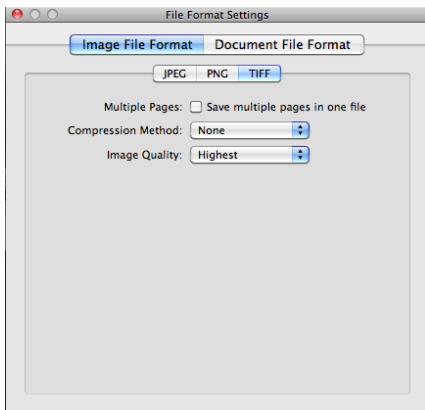 File Format Settings
Image File Format Document File Format
JPEG PNG TIFF
Multiple Pages: Save multiple pages in one file
Compression Method: None
Image Quality: Highest